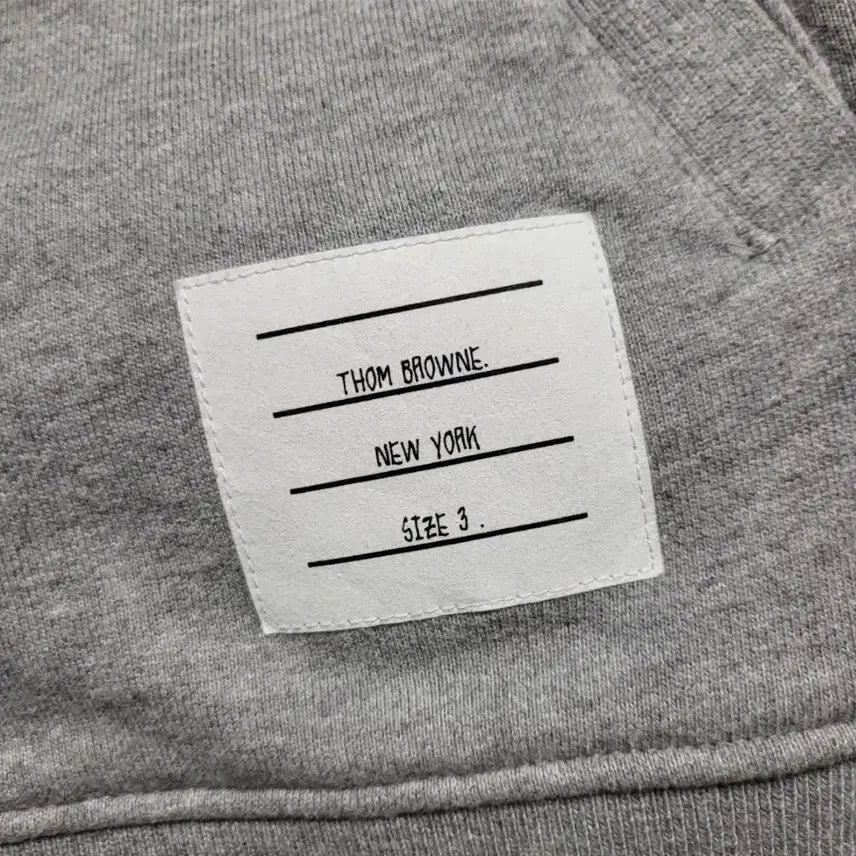 THOM BROWNE.
NEW YORK
SIZE 3 .